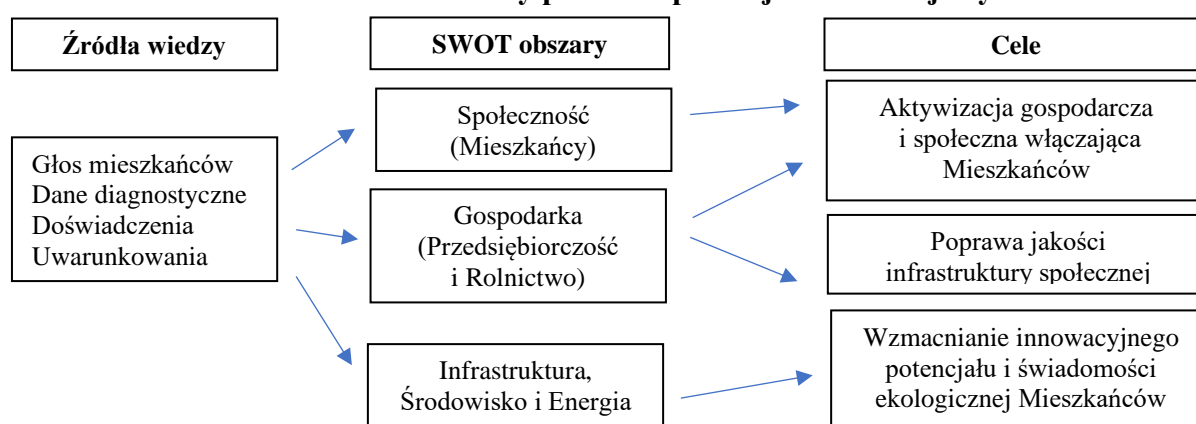 Źródła wiedzy
SWOT obszary
Cele
Głos mieszkańców
Dane diagnostyczne
Doświadczenia
Uwarunkowania
Społeczność
(Mieszkańcy)
Gospodarka
(Przedsiębiorczość
i Rolnictwo)
Infrastruktura,
Środowisko i Energia
Aktywizacja gospodarcza
i społeczna włączająca
Mieszkańców
Poprawa jakości
infrastruktury społecznej
Wzmacnianie innowacyjnego
potencjału i świadomości
ekologicznej Mieszkańców